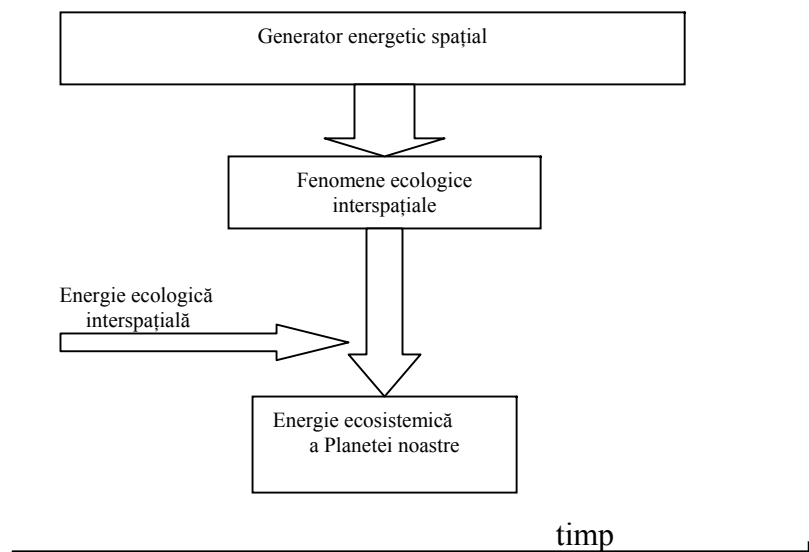 Generator energetic spațial
Fenomene ecologice
interspațiale
Energie ecologică
interspațială
Energie ecosistemică
a Planetei noastre
timp